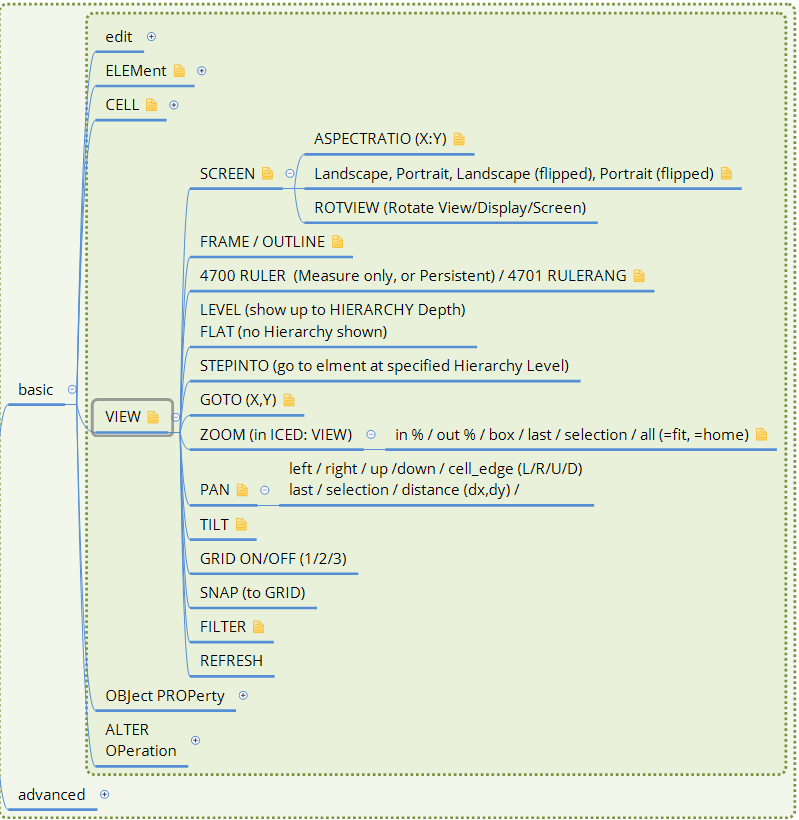 edit
ELEMent
CELL
ASPECTRATIO (X:Y)
SCREEN
Landscape, Portrait, Landscape (flipped), Portrait (flipped)
ROTVIEW (Rotate View/Display/Screen)
FRAME / OUTLINE
4700 RULER  (Measure only, or Persistent) / 4701 RULERANG
LEVEL (show up to HIERARCHY Depth)
FLAT (no Hierarchy shown)
STEPINTO (go to elment at specified Hierarchy Level)
basic
GOTO (X,Y)
VIEW
ZOOM (in ICED: VIEW)
in % / out % / box / last / selection / all (=fit, =home)
left / right / up /down / cell_edge (L/R/U/D)
PAN
last / selection / distance (dx,dy) /
TILT
GRID ON/OFF (1/2/3)
SNAP (to GRID)
FILTER
REFRESH
OBJect PROPerty
ALTER
OPeration
advanced